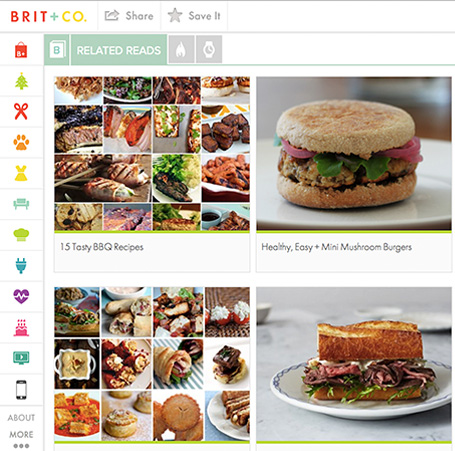 BRIT+CO.
Share
Save It
B
RELATED READS
15 Tasty BBQ Recipes
Healthy, Easy + Mini Mushroom Burgers
ABOUT
MORE